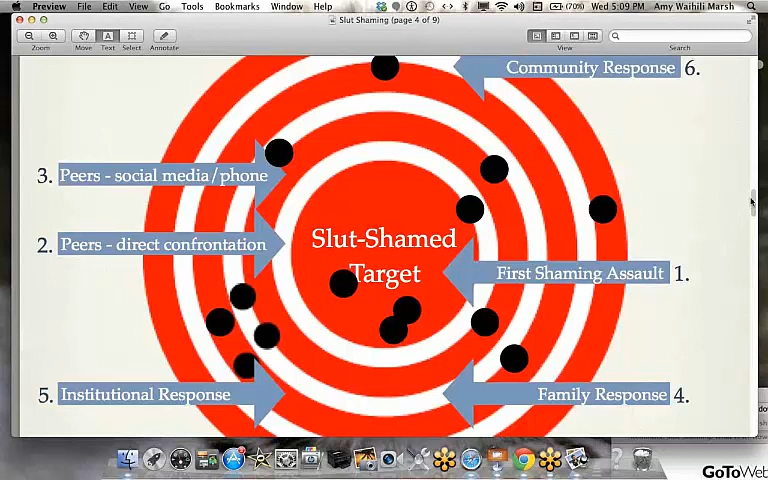 Preview File Edit View Go Tools Bookmarks Window Help (70%) Wed 5:09 PM Amy Waihili Marsh
Slut Shaming (page 4 of 9)
Zoom Move Text Select Annotate View Search
Community Response 6.
3. Peers - social media/phone
2. Peers - direct confrontation
Slut-Shamed
Target
First Shaming Assault 1.
5. Institutional Response
Family Response 4.
GoToWeb